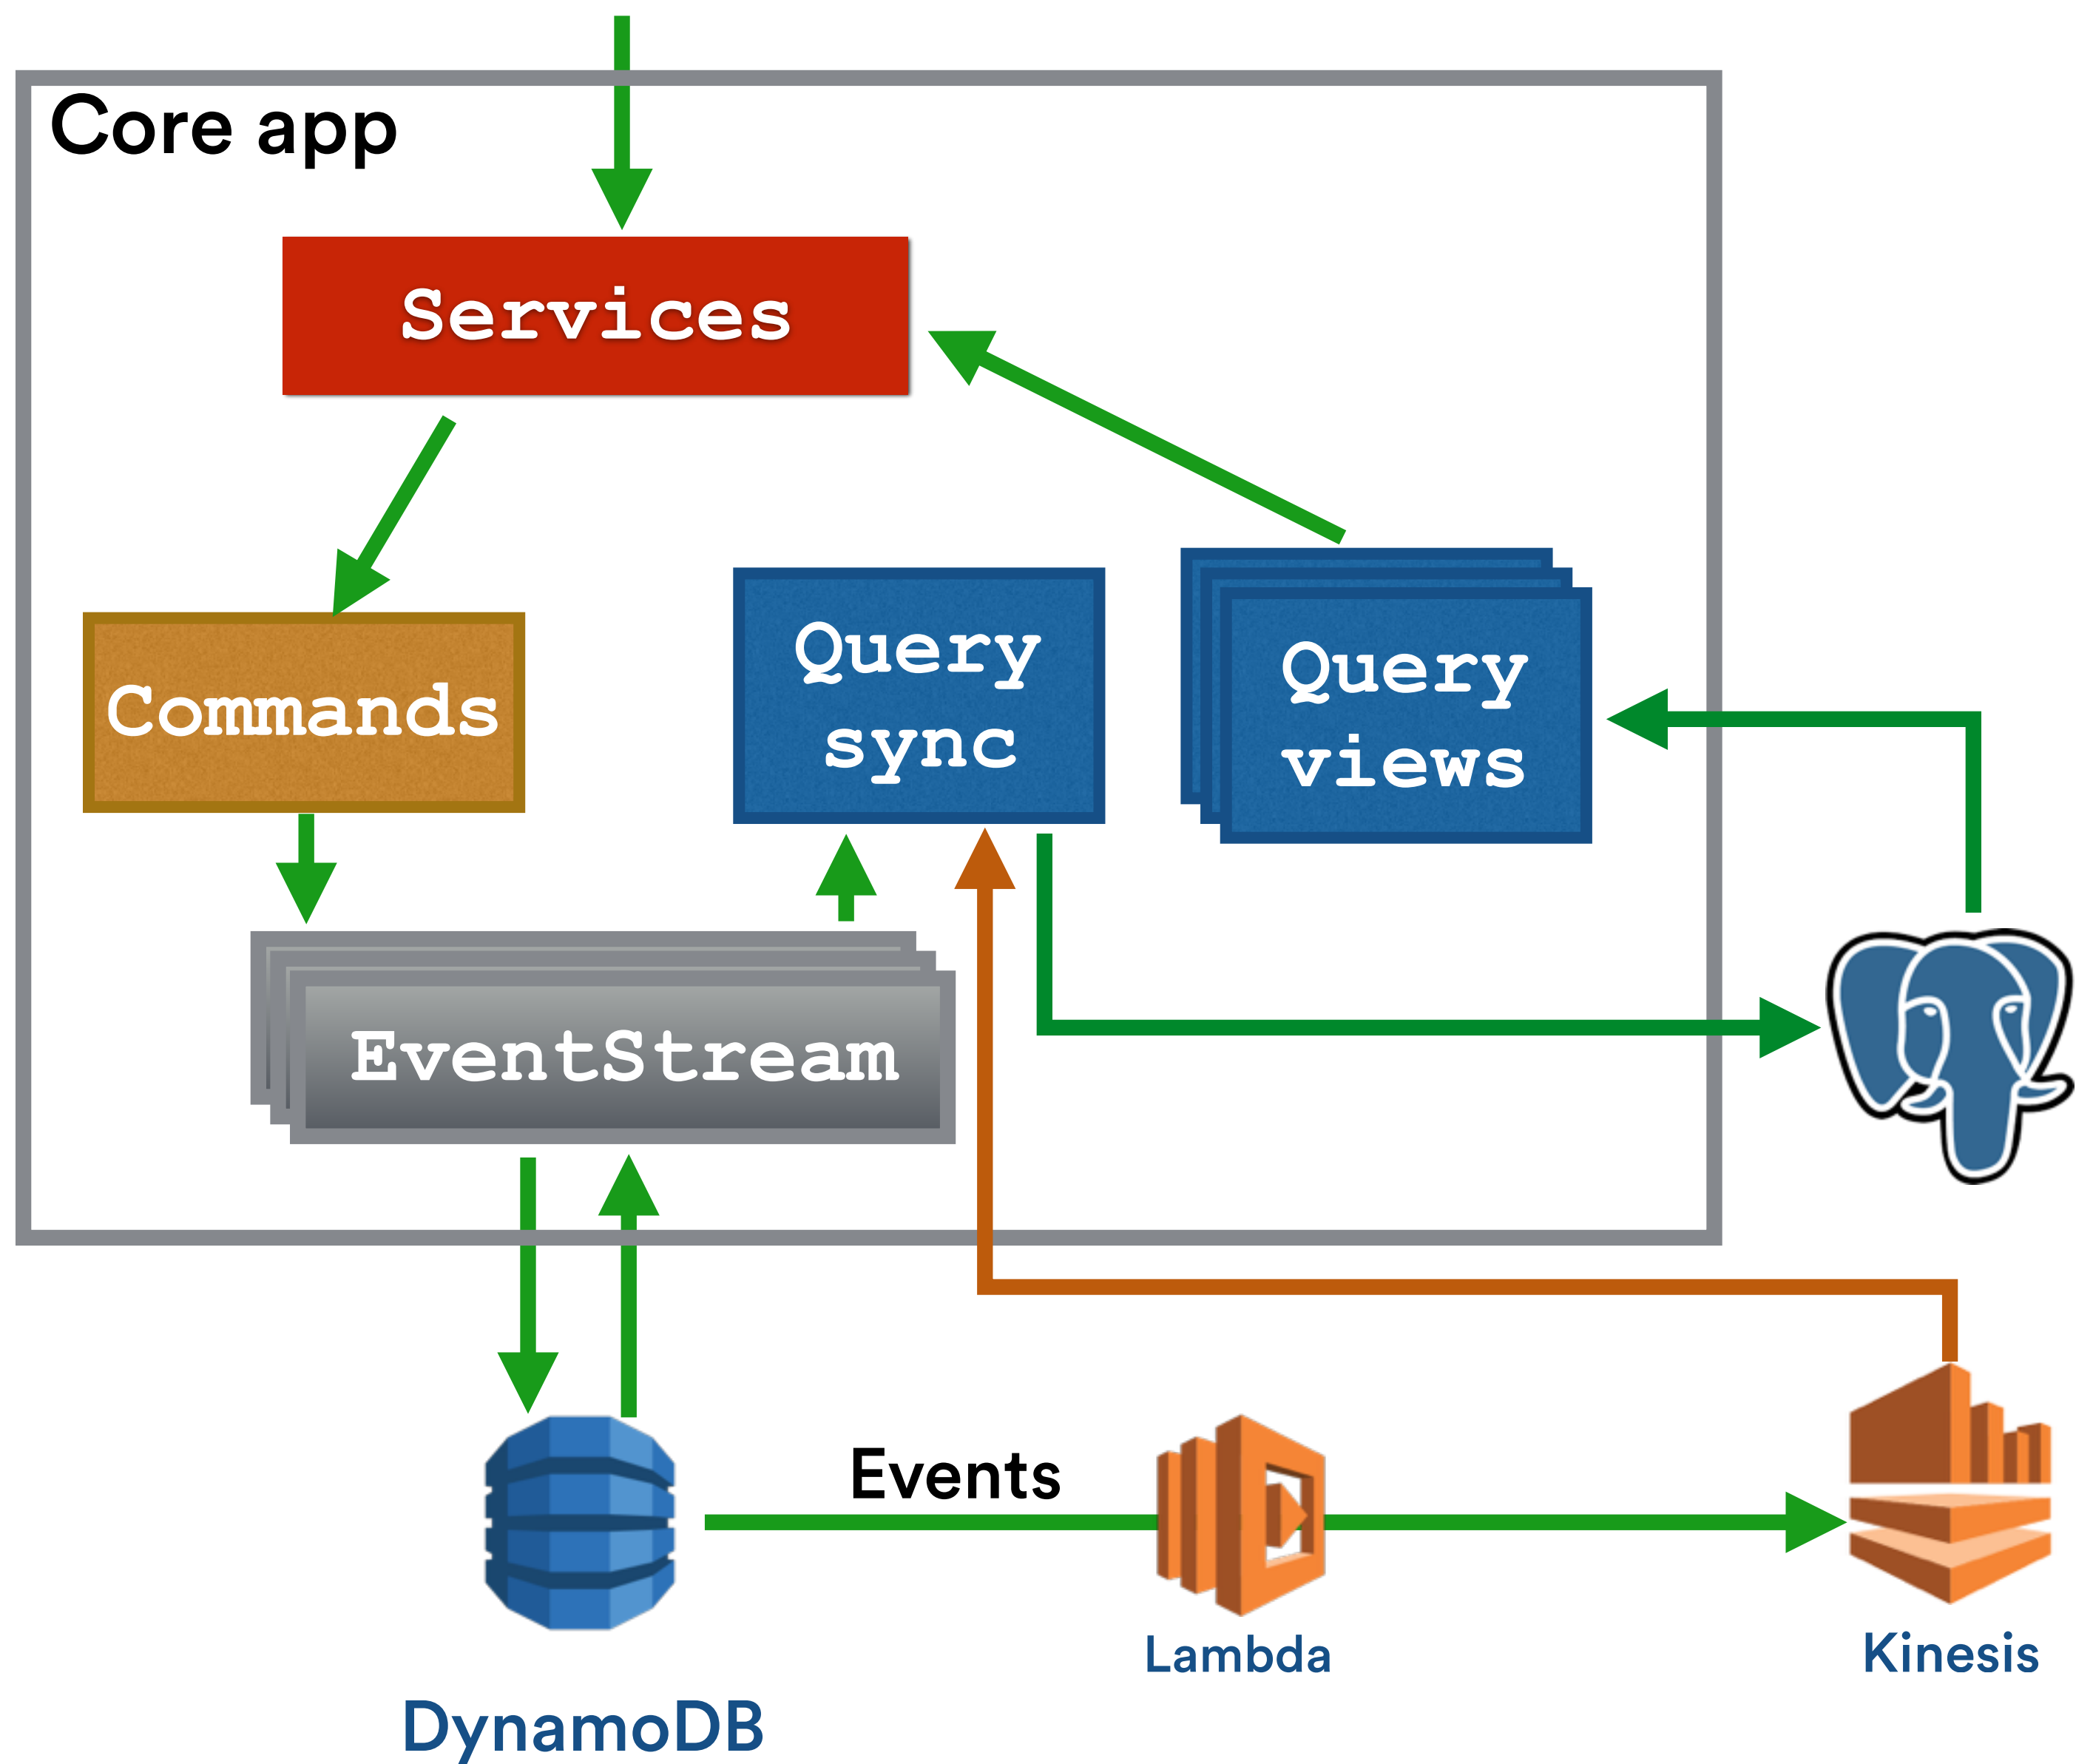 Core app
Services
Commands
Query
sync
Query
views
EventStream
Events
Lambda
Kinesis
DynamoDB